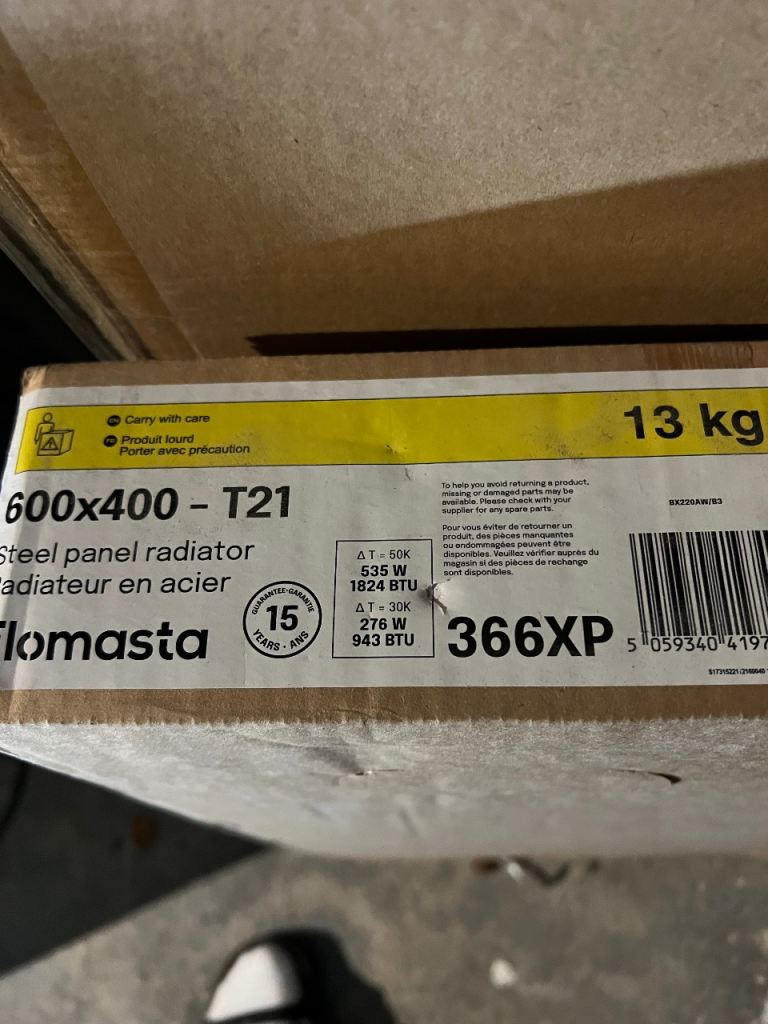 EN Carry with care
FR Produit lourd
Porter avec précaution
13 kg
600x400 - T21
Steel panel radiator
Radiateur en acier
flomasta
GUARANTEE·GARANTIE
15
YEARS · ANS
Δ T = 50K
535 W
1824 BTU
Δ T = 30K
276 W
943 BTU
To help you avoid returning a product,
missing or damaged parts may be
available. Please check with your
supplier for any spare parts.
Pour vous éviter de retourner un
produit, des pièces manquantes
ou endommagées peuvent être
disponibles. Veuillez vérifier auprès du
magasin si des pièces de rechange
sont disponibles.
366XP
BX220AW/B3
5 059340 4197